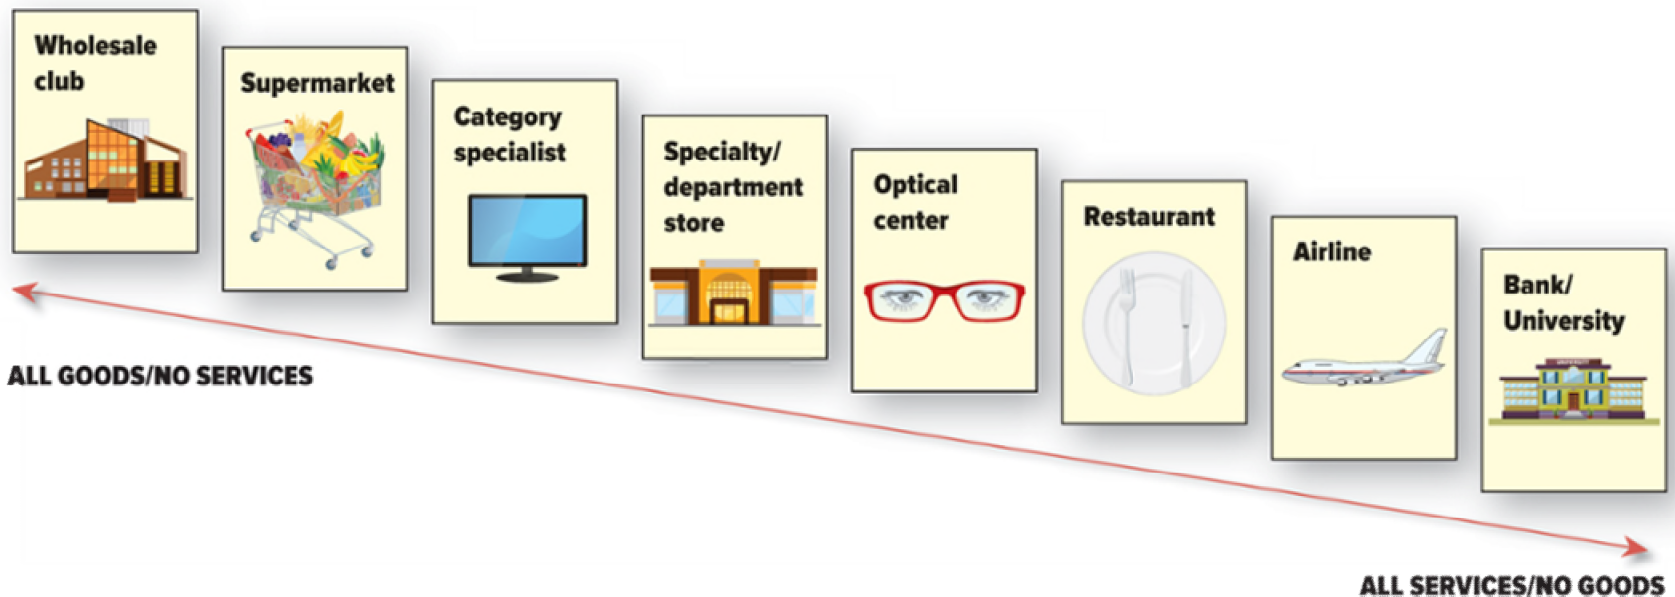 Wholesale
club
Supermarket
Category
specialist
Specialty/
department
store
Optical
center
Restaurant
Airline
Bank/
University
UNIVERSITY
ALL GOODS/NO SERVICES
ALL SERVICES/NO GOODS